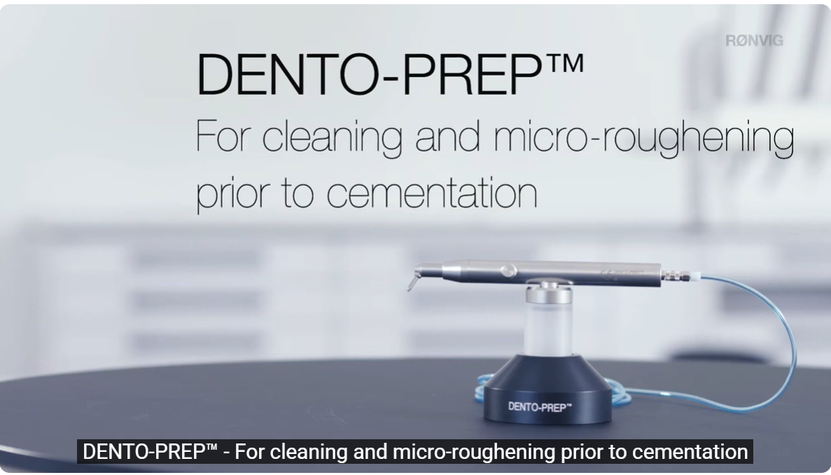 RØNVIG
DENTO-PREP™
For cleaning and micro-roughening
prior to cementation
DENTO-PREP™
DENTO-PREP™ - For cleaning and micro-roughening prior to cementation